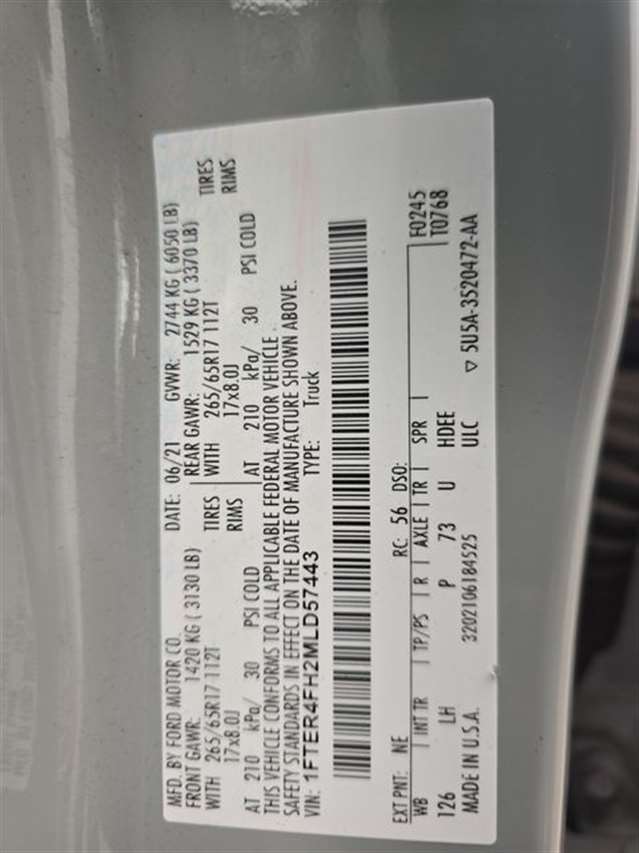 MFD. BY FORD MOTOR CO.
DATE: 06/21 GVWR: 2744 KG ( 6050 LB)
FRONT GAWR: 1420 KG ( 3130 LB) REAR GAWR: 1529 KG ( 3370 LB)
WITH 265/65R17 112T TIRES WITH 265/65R17 112T TIRES
17x8.0J RIMS 17x8.0J RIMS
AT 210 kPa/ 30 PSI COLD AT 210 kPa/ 30 PSI COLD
THIS VEHICLE CONFORMS TO ALL APPLICABLE FEDERAL MOTOR VEHICLE
SAFETY STANDARDS IN EFFECT ON THE DATE OF MANUFACTURE SHOWN ABOVE.
VIN: 1FTER4FH2MLD57443 TYPE: Truck
EXT PNT: NE RC: 56 DSO: F0245
WB INT TR TP/PS R AXLE TR SPR T0768
126 LH P 73 U HDEE
MADE IN U.S.A. 3202106184525 ULC ▽ 5U5A-3520472-AA